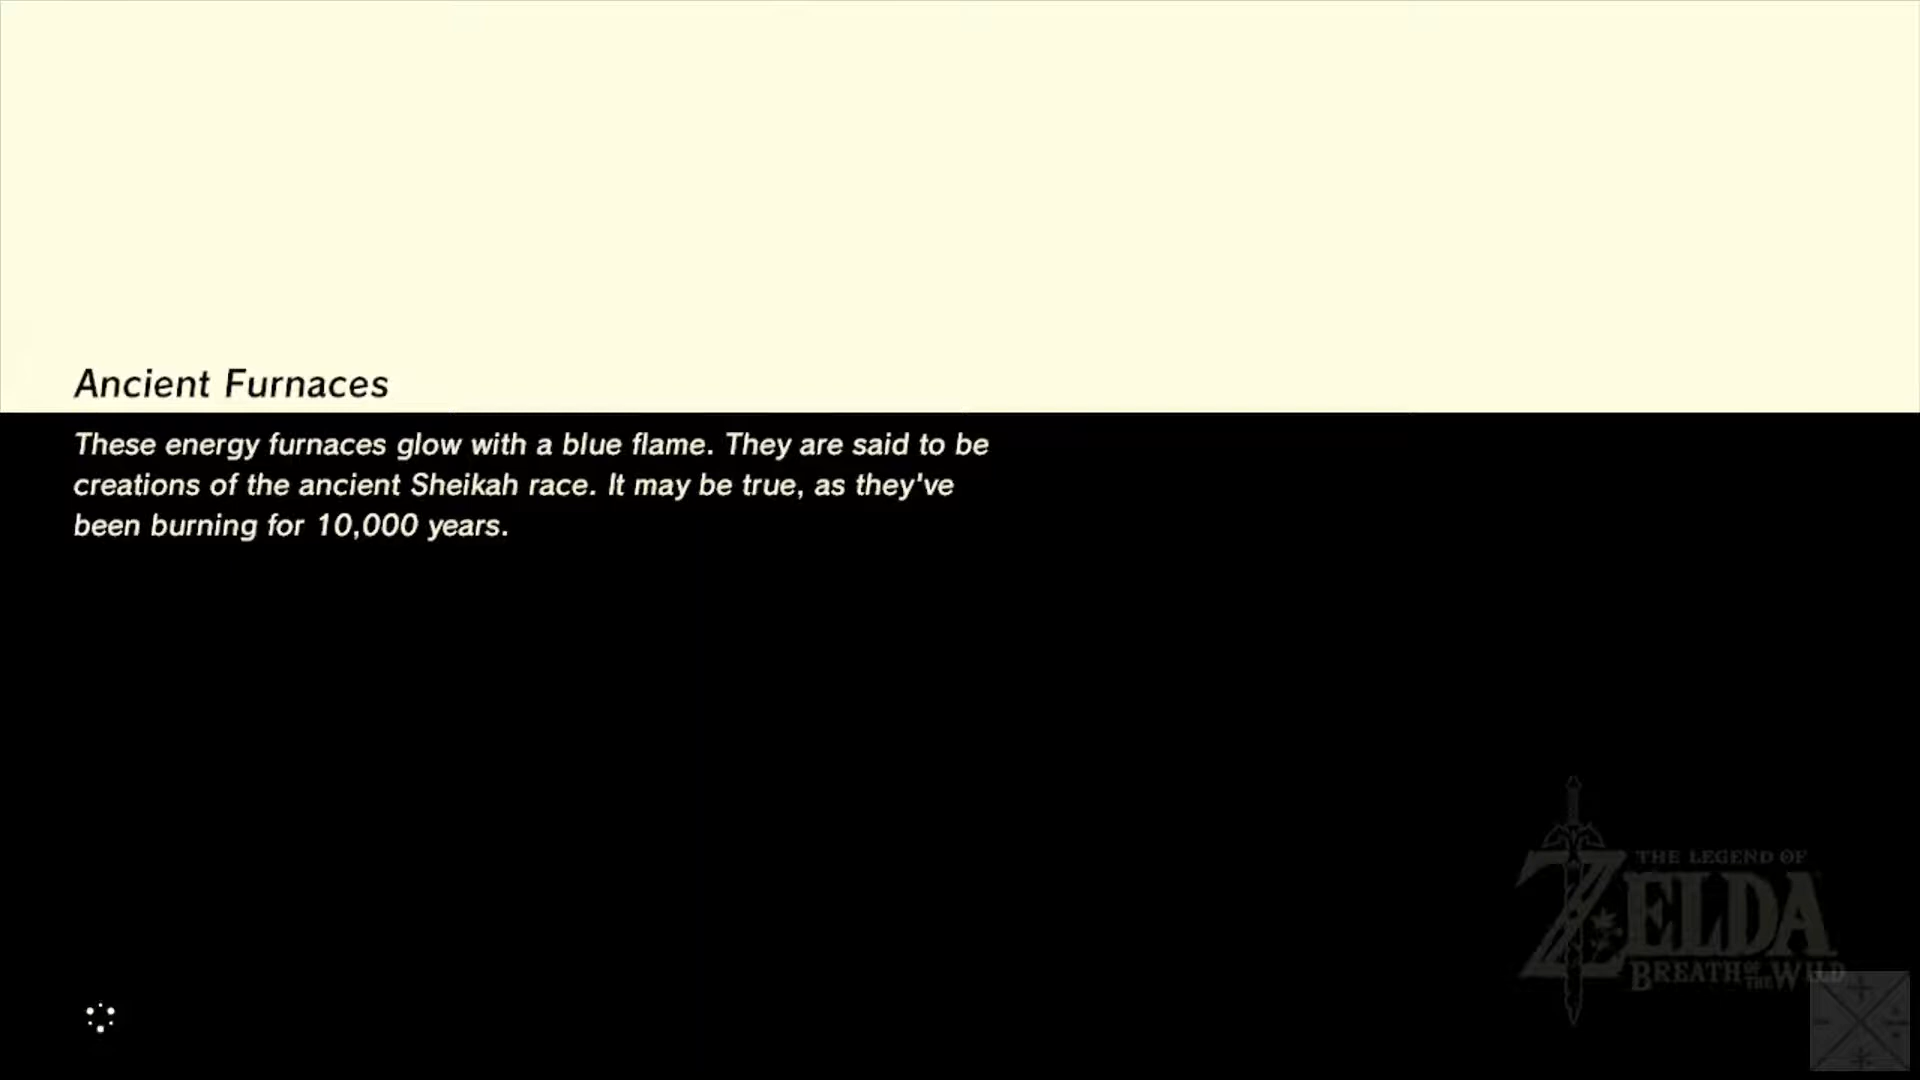 Ancient Furnaces
These energy furnaces glow with a blue flame. They are said to be
creations of the ancient Sheikah race. It may be true, as they've
been burning for 10,000 years.
THE LEGEND OF
ZELDA
BREATH OF THE WILD